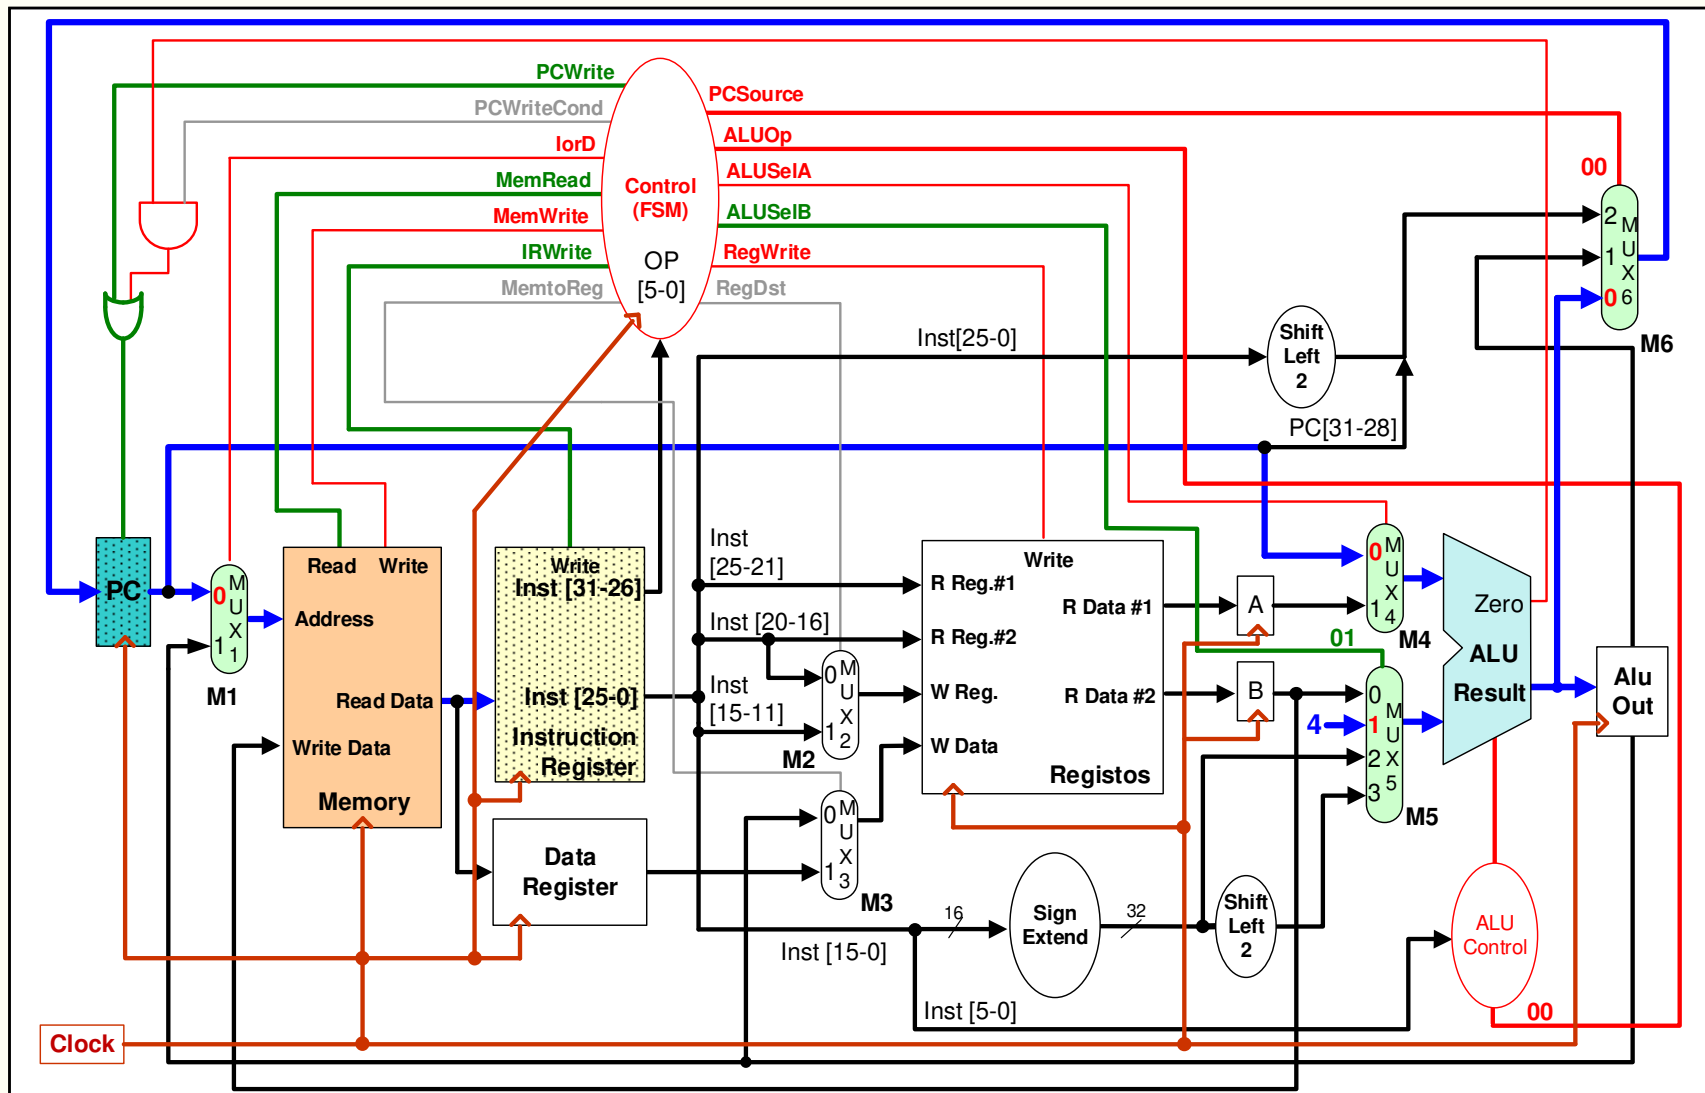 PCWrite
PCWriteCond
IorD
MemRead
MemWrite
IRWrite
MemtoReg
PCSource
ALUOp
ALUSelA
ALUSelB
RegWrite
RegDst
Control
(FSM)
OP
[5-0]
00
2
1
0
M
U
X
6
M6
Inst[25-0]
Shift
Left
2
PC[31-28]
PC
0
1
M
U
X
1
M1
Read
Write
Address
Read Data
Write Data
Memory
Write
Inst [31-26]
Inst [25-0]
Instruction
Register
Data
Register
Inst
[25-21]
Inst [20-16]
Inst
[15-11]
0
1
M
U
X
2
M2
0
1
M
U
X
3
M3
Write
R Reg.#1
R Data #1
R Reg.#2
W Reg.
R Data #2
W Data
Registos
A
B
0
1
M
U
X
4
M4
01
4
0
1
2
3
M
U
X
5
M5
Zero
ALU
Result
Alu
Out
Inst [15-0]
16
Sign
Extend
32
Shift
Left
2
ALU
Control
Inst [5-0]
00
Clock